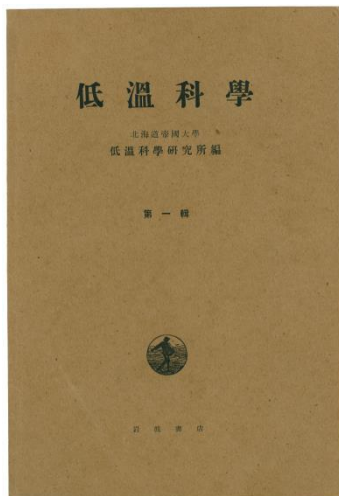 低溫科學
北海道帝國大學
低溫科學硏究所編
第一輯
岩波書店